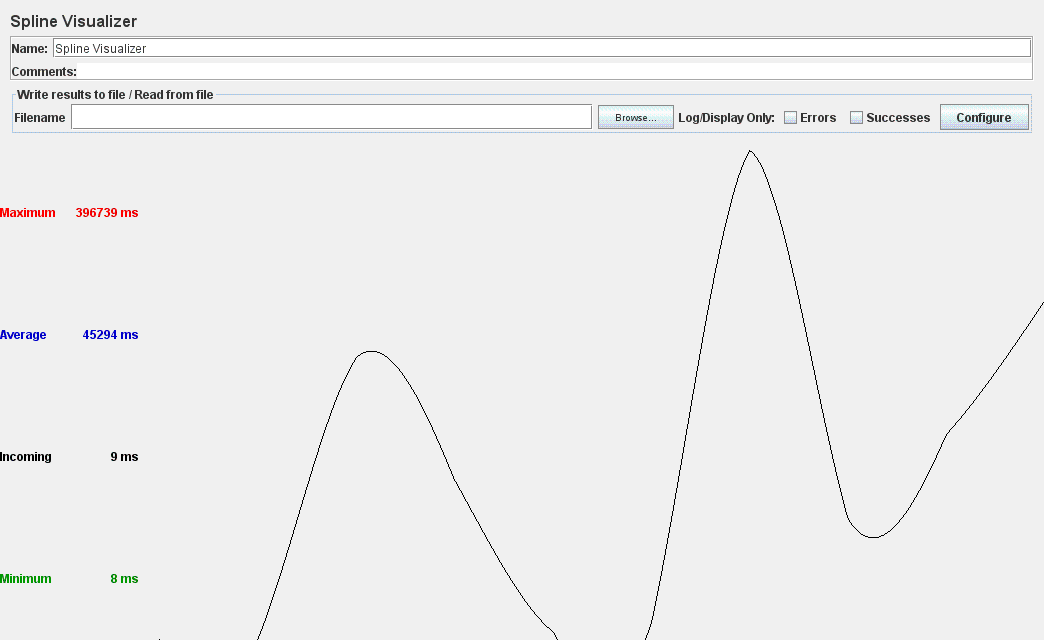 Spline Visualizer
Name: Spline Visualizer
Comments:
Write results to file / Read from file
Filename Browse... Log/Display Only: Errors Successes Configure
Maximum 396739 ms
Average 45294 ms
Incoming 9 ms
Minimum 8 ms